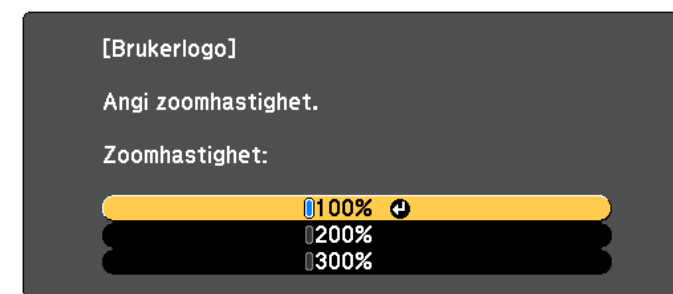 [Brukerlogo]
Angi zoomhastighet.
Zoomhastighet:
100%
200%
300%